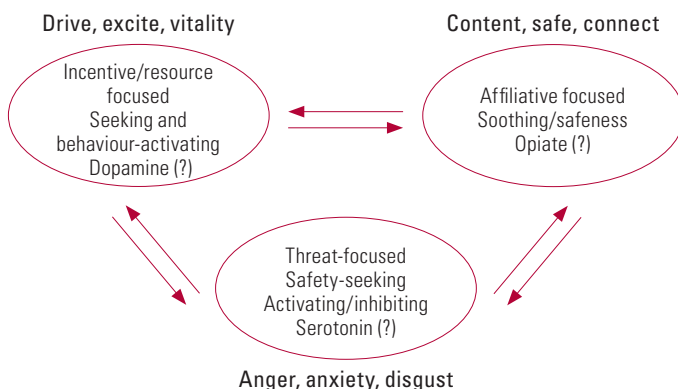 Drive, excite, vitality
Incentive/resource
focused
Seeking and
behaviour-activating
Dopamine (?)
Content, safe, connect
Affiliative focused
Soothing/safeness
Opiate (?)
Threat-focused
Safety-seeking
Activating/inhibiting
Serotonin (?)
Anger, anxiety, disgust